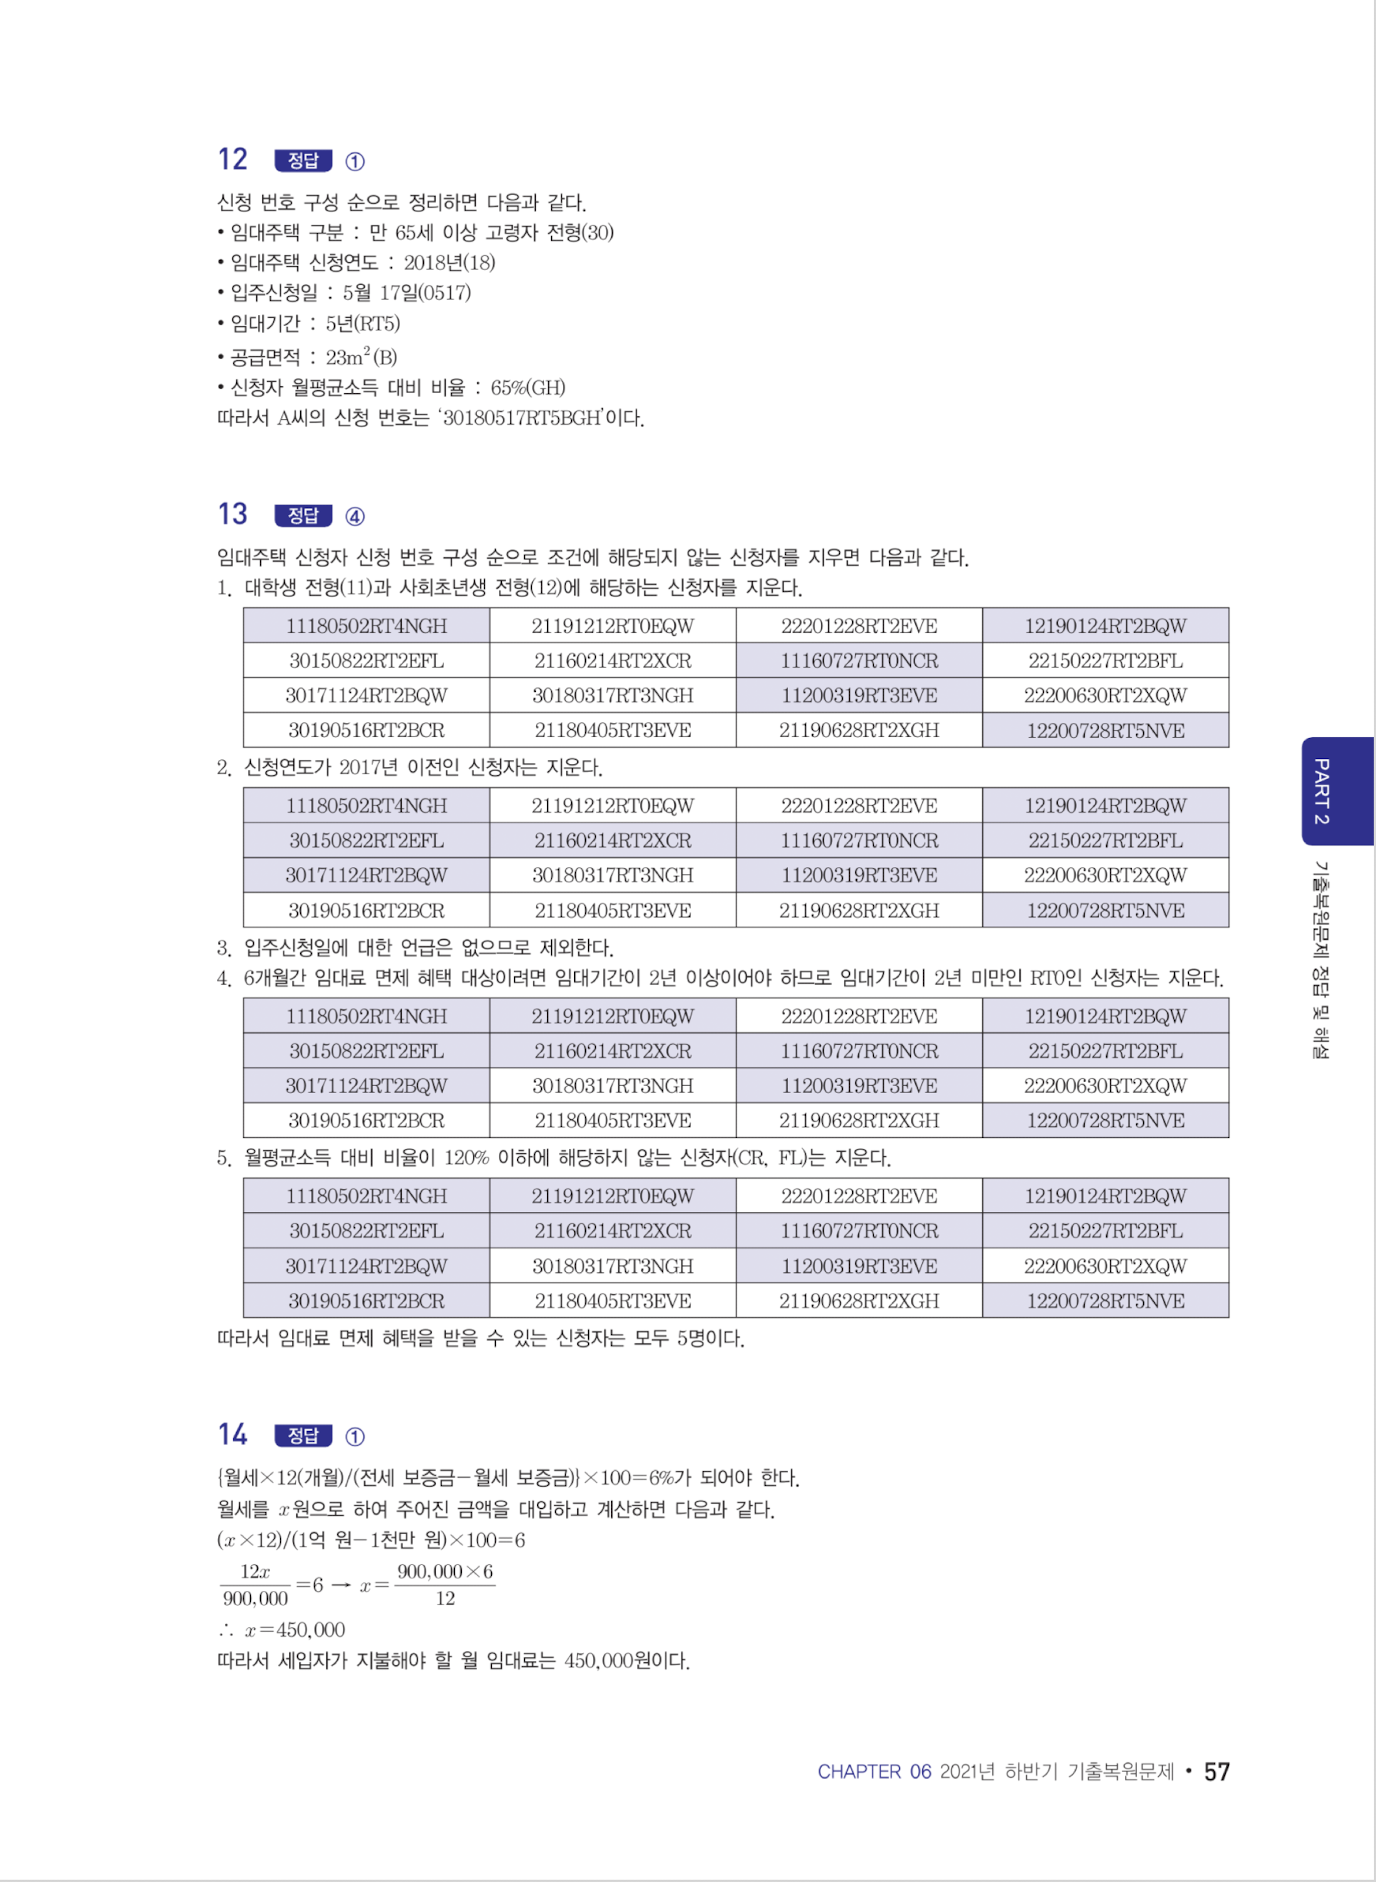 12 정답 ①
신청 번호 구성 순으로 정리하면 다음과 같다.
• 임대주택 구분 : 만 65세 이상 고령자 전형(30)
• 임대주택 신청연도 : 2018년(18)
• 입주신청일 : 5월 17일(0517)
• 임대기간 : 5년(RT5)
• 공급면적 : 23m²(B)
• 신청자 월평균소득 대비 비율 : 65%(GH)
따라서 A씨의 신청 번호는 ‘30180517RT5BGH’이다.
13 정답 ④
임대주택 신청자 신청 번호 구성 순으로 조건에 해당되지 않는 신청자를 지우면 다음과 같다.
1. 대학생 전형(11)과 사회초년생 전형(12)에 해당하는 신청자를 지운다.
11180502RT4NGH 21191212RT0EQW 22201228RT2EVE 12190124RT2BQW
30150822RT2EFL 21160214RT2XCR 11160727RT0NCR 22150227RT2BFL
30171124RT2BQW 30180317RT3NGH 11200319RT3EVE 22200630RT2XQW
30190516RT2BCR 21180405RT3EVE 21190628RT2XGH 12200728RT5NVE
2. 신청연도가 2017년 이전인 신청자는 지운다.
11180502RT4NGH 21191212RT0EQW 22201228RT2EVE 12190124RT2BQW
30150822RT2EFL 21160214RT2XCR 11160727RT0NCR 22150227RT2BFL
30171124RT2BQW 30180317RT3NGH 11200319RT3EVE 22200630RT2XQW
30190516RT2BCR 21180405RT3EVE 21190628RT2XGH 12200728RT5NVE
3. 입주신청일에 대한 언급은 없으므로 제외한다.
4. 6개월간 임대료 면제 혜택 대상이려면 임대기간이 2년 이상이어야 하므로 임대기간이 2년 미만인 RT0인 신청자는 지운다.
11180502RT4NGH 21191212RT0EQW 22201228RT2EVE 12190124RT2BQW
30150822RT2EFL 21160214RT2XCR 11160727RT0NCR 22150227RT2BFL
30171124RT2BQW 30180317RT3NGH 11200319RT3EVE 22200630RT2XQW
30190516RT2BCR 21180405RT3EVE 21190628RT2XGH 12200728RT5NVE
5. 월평균소득 대비 비율이 120% 이하에 해당하지 않는 신청자(CR, FL)는 지운다.
11180502RT4NGH 21191212RT0EQW 22201228RT2EVE 12190124RT2BQW
30150822RT2EFL 21160214RT2XCR 11160727RT0NCR 22150227RT2BFL
30171124RT2BQW 30180317RT3NGH 11200319RT3EVE 22200630RT2XQW
30190516RT2BCR 21180405RT3EVE 21190628RT2XGH 12200728RT5NVE
따라서 임대료 면제 혜택을 받을 수 있는 신청자는 모두 5명이다.
14 정답 ①
{월세×12(개월)/(전세 보증금−월세 보증금)}×100=6%가 되어야 한다.
월세를 x원으로 하여 주어진 금액을 대입하고 계산하면 다음과 같다.
(x×12)/(1억 원−1천만 원)×100=6
12x/900,000=6 → x=900,000×6/12
∴ x=450,000
따라서 세입자가 지불해야 할 월 임대료는 450,000원이다.
PART 2
기출복원문제 정답 및 해설
CHAPTER 06 2021년 하반기 기출복원문제 • 57